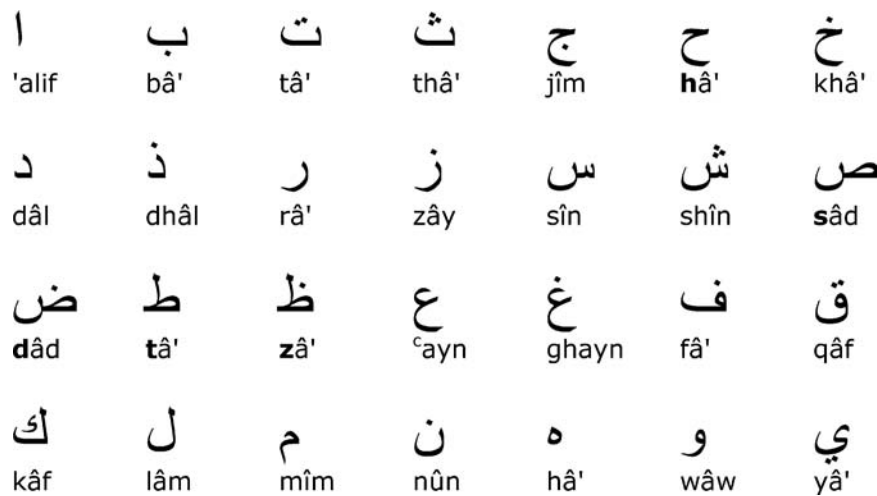 ا ب ت ث ج ح خ
'alif bâ' tâ' thâ' jîm hâ' khâ'
د ذ ر ز س ش ص
dâl dhâl râ' zây sîn shîn sâd
ض ط ظ ع غ ف ق
dâd tâ' zâ' ᶜayn ghayn fâ' qâf
ك ل م ن ه و ي
kâf lâm mîm nûn hâ' wâw yâ'